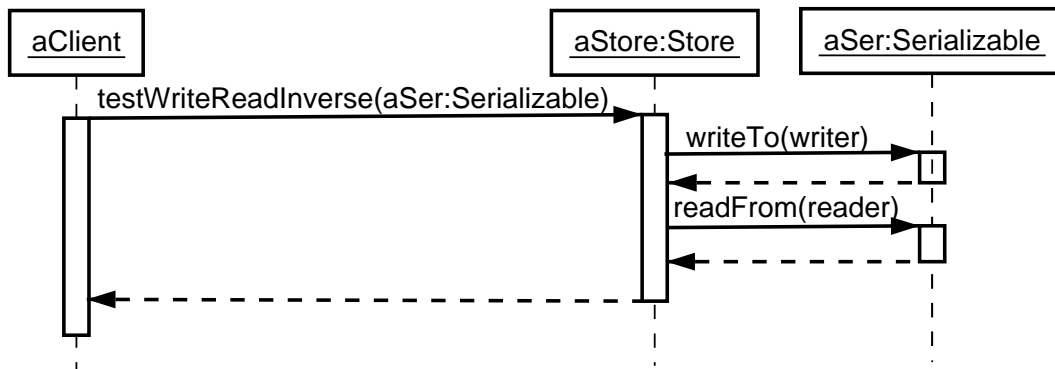 aClient
aStore:Store
aSer:Serializable
testWriteReadInverse(aSer:Serializable)
writeTo(writer)
readFrom(reader)